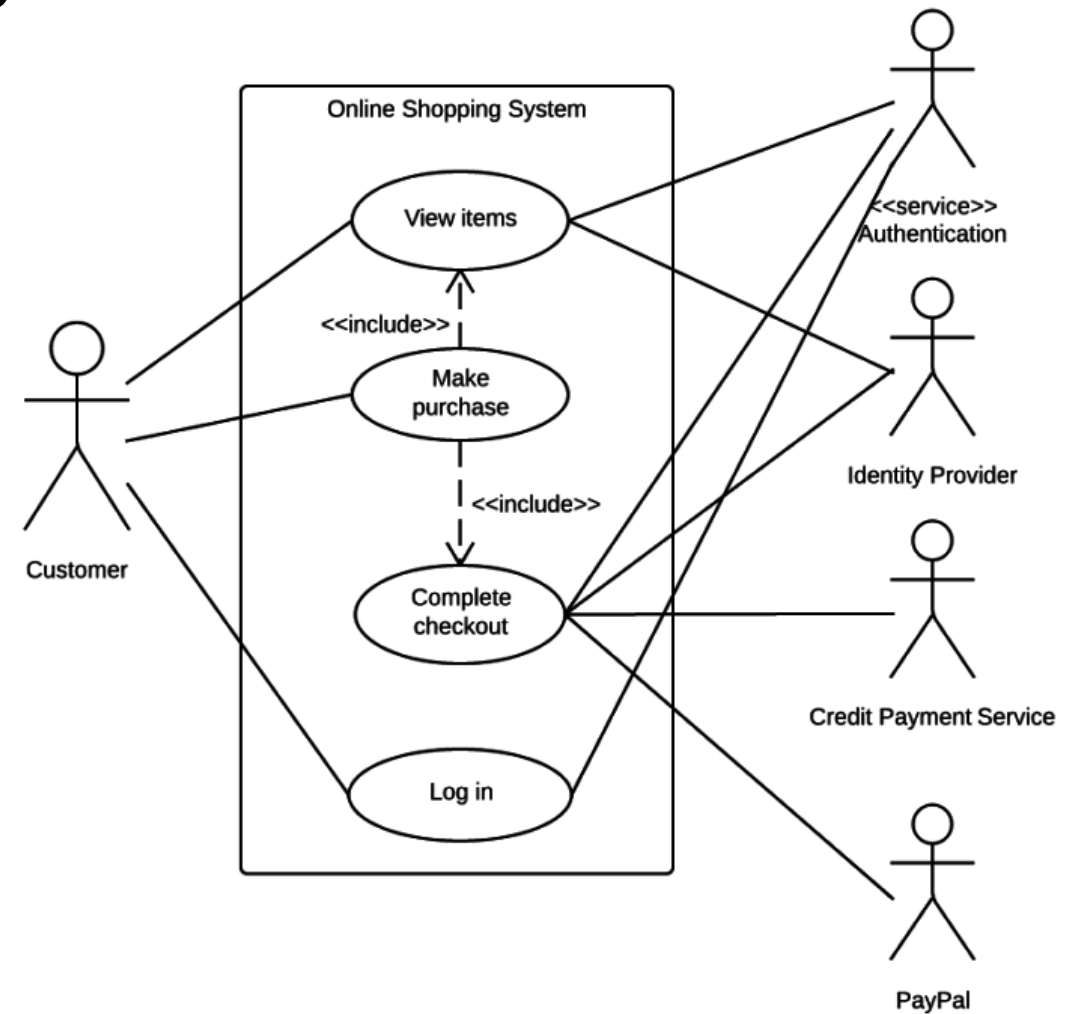 Online Shopping System
View items
<<include>>
Make
purchase
<<include>>
Complete
checkout
Log in
Customer
<<service>>
Authentication
Identity Provider
Credit Payment Service
PayPal